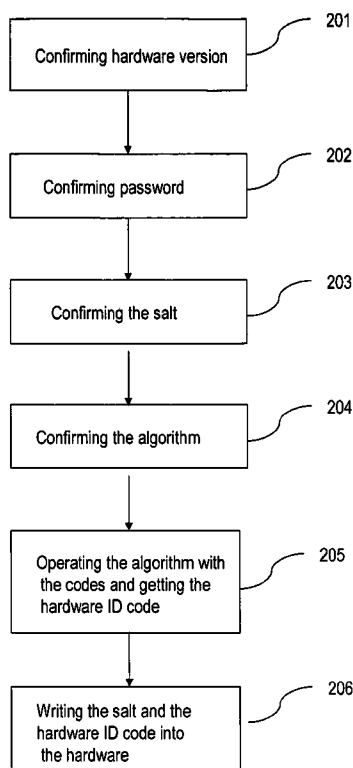 201
Confirming hardware version
202
Confirming password
203
Confirming the salt
204
Confirming the algorithm
205
Operating the algorithm with
the codes and getting the
hardware ID code
206
Writing the salt and the
hardware ID code into
the hardware